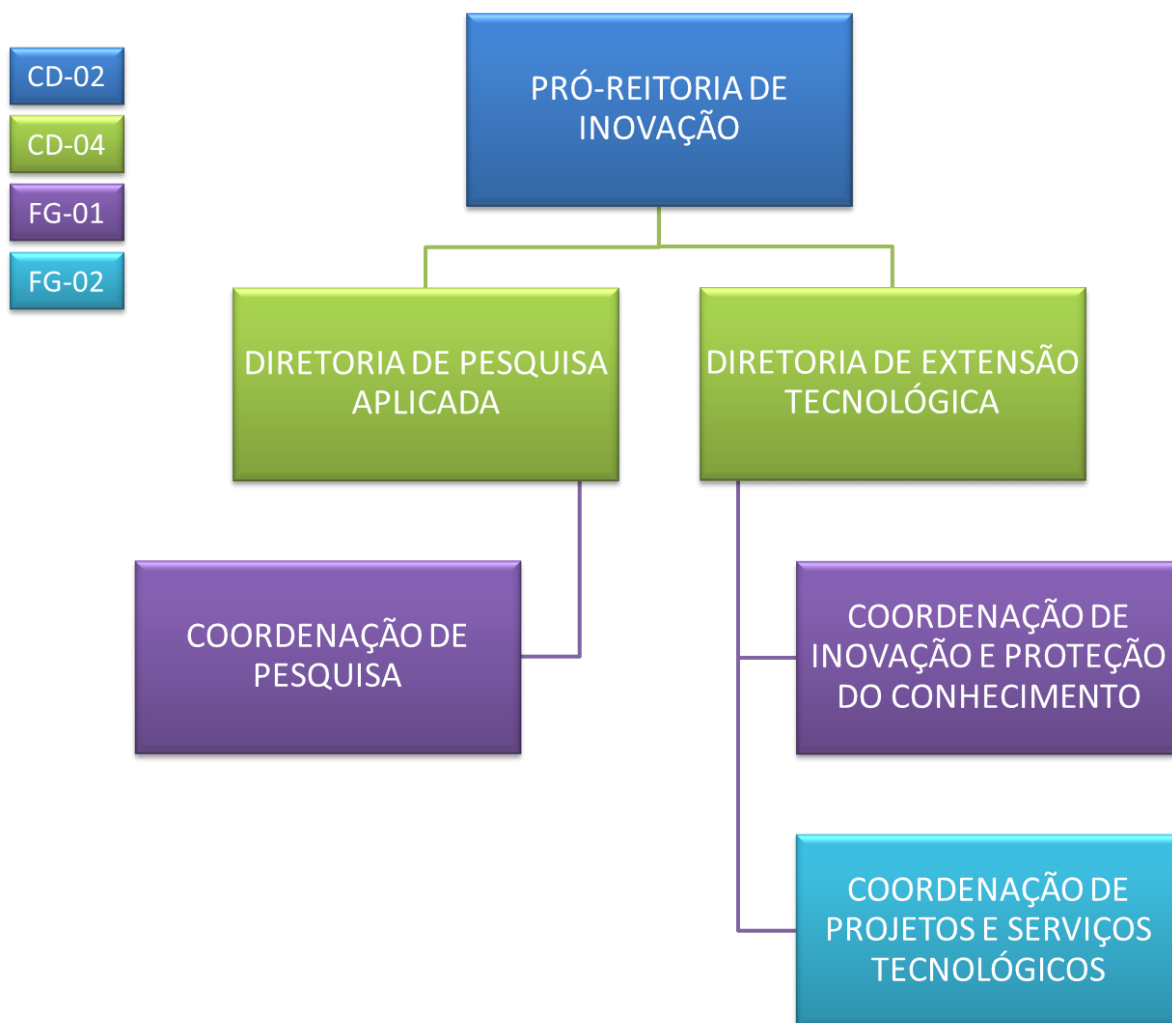 CD-02
CD-04
FG-01
FG-02
PRÓ-REITORIA DE
INOVAÇÃO
DIRETORIA DE PESQUISA
APLICADA
DIRETORIA DE EXTENSÃO
TECNOLÓGICA
COORDENAÇÃO DE
PESQUISA
COORDENAÇÃO DE
INOVAÇÃO E PROTEÇÃO
DO CONHECIMENTO
COORDENAÇÃO DE
PROJETOS E SERVIÇOS
TECNOLÓGICOS